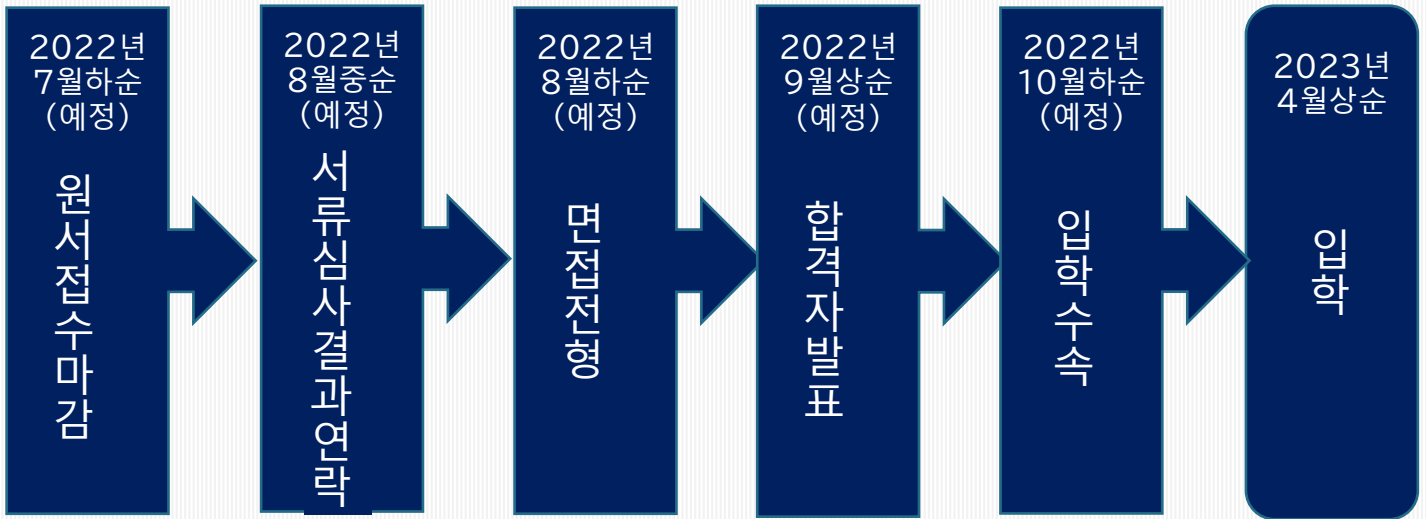 2022년
7월하순
(예정)
원서접수마감
2022년
8월중순
(예정)
서류심사결과연락
2022년
8월하순
(예정)
면접전형
2022년
9월상순
(예정)
합격자발표
2022년
10월하순
(예정)
입학수속
2023년
4월상순
입학